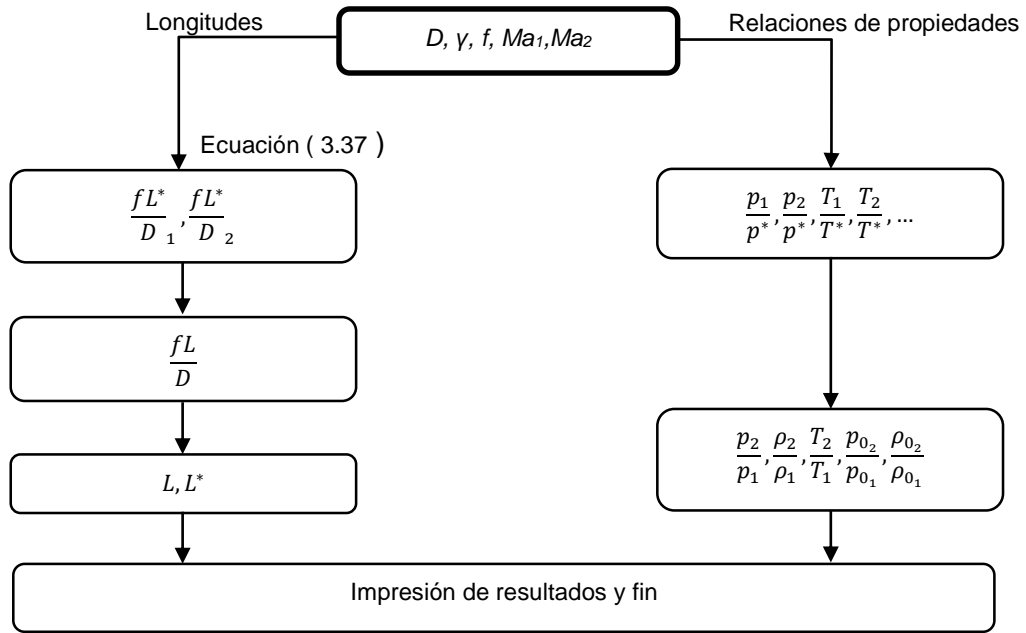 Longitudes
D, γ, f, Ma₁,Ma₂
Relaciones de propiedades
Ecuación ( 3.37 )
fL*/D ₁, fL*/D ₂
p₁/p*, p₂/p*, T₁/T*, T₂/T*, ...
fL/D
p₂/p₁, ρ₂/ρ₁, T₂/T₁, p₀₂/p₀₁, ρ₀₂/ρ₀₁
L, L*
Impresión de resultados y fin